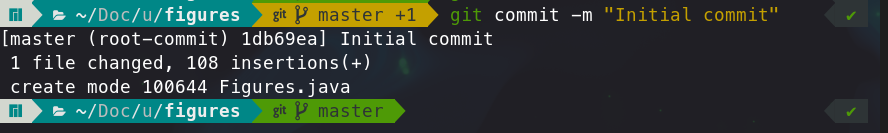 ~/Doc/u/figures git master +1 git commit -m "Initial commit" ✔
[master (root-commit) 1db69ea] Initial commit
1 file changed, 108 insertions(+)
create mode 100644 Figures.java
~/Doc/u/figures git master ✔